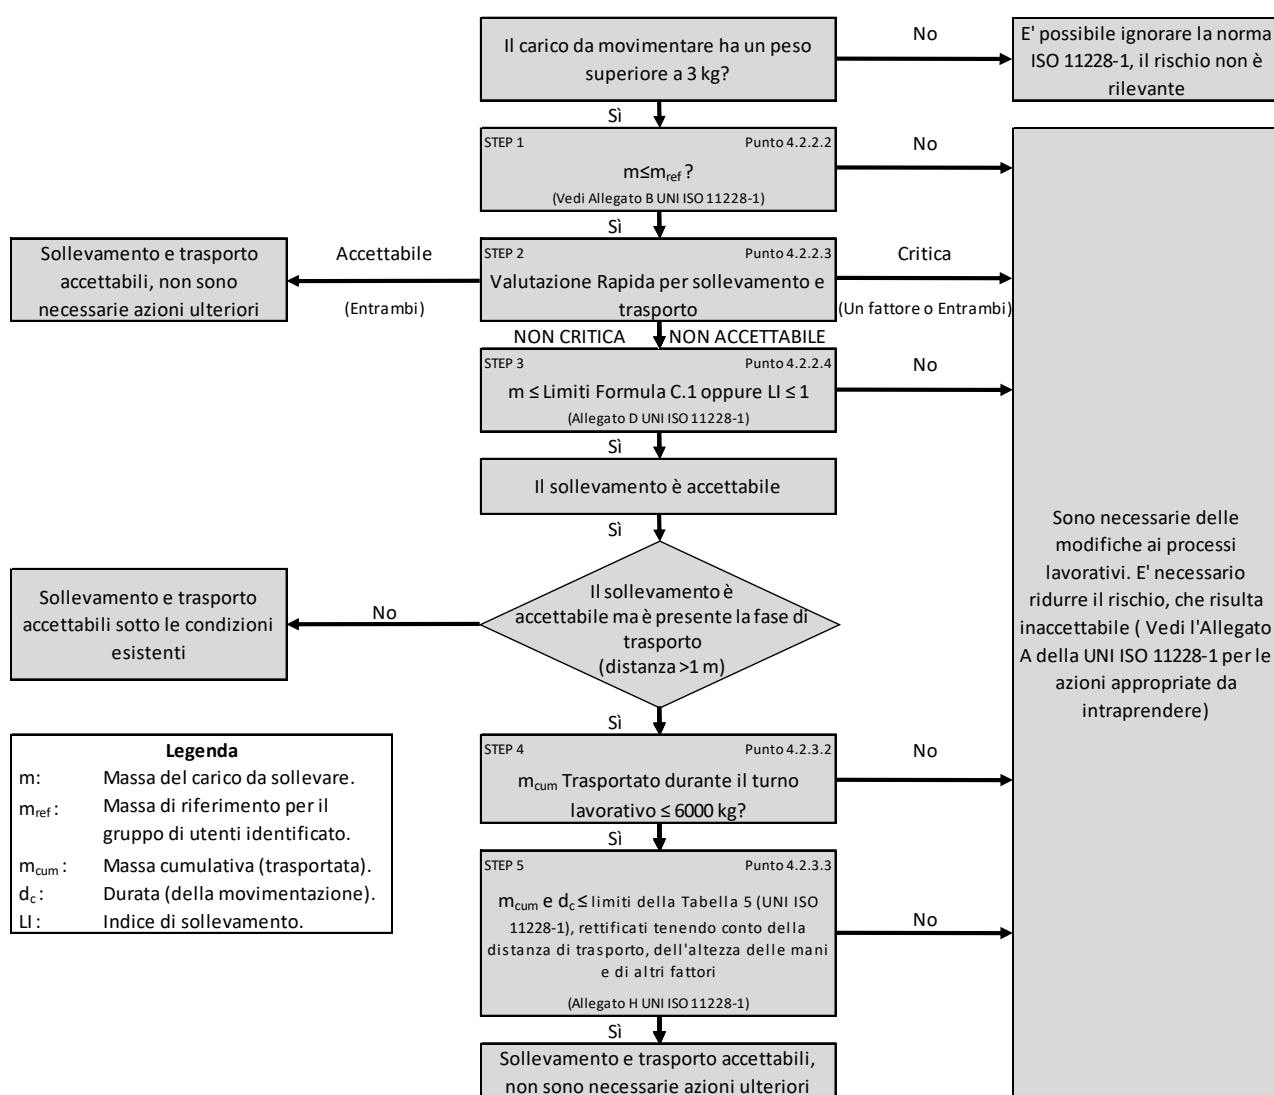 Il carico da movimentare ha un peso
superiore a 3 kg?
No
E' possibile ignorare la norma
ISO 11228-1, il rischio non è
rilevante
Sì
STEP 1 Punto 4.2.2.2
m≤mref ?
(Vedi Allegato B UNI ISO 11228-1)
No
Sì
Sollevamento e trasporto
accettabili, non sono
necessarie azioni ulteriori
Accettabile
(Entrambi)
STEP 2 Punto 4.2.2.3
Valutazione Rapida per sollevamento e
trasporto
Critica
(Un fattore o Entrambi)
NON CRITICA NON ACCETTABILE
STEP 3 Punto 4.2.2.4
m ≤ Limiti Formula C.1 oppure LI ≤ 1
(Allegato D UNI ISO 11228-1)
No
Sì
Il sollevamento è accettabile
Sì
Sollevamento e trasporto
accettabili sotto le condizioni
esistenti
No
Il sollevamento è
accettabile ma è presente la fase di
trasporto
(distanza >1 m)
Sono necessarie delle
modifiche ai processi
lavorativi. E' necessario
ridurre il rischio, che risulta
inaccettabile ( Vedi l'Allegato
A della UNI ISO 11228-1 per le
azioni appropriate da
intraprendere)
Sì
STEP 4 Punto 4.2.3.2
mcum Trasportato durante il turno
lavorativo ≤ 6000 kg?
No
Sì
STEP 5 Punto 4.2.3.3
mcum e dc ≤ limiti della Tabella 5 (UNI ISO
11228-1), rettificati tenendo conto della
distanza di trasporto, dell'altezza delle mani
e di altri fattori
(Allegato H UNI ISO 11228-1)
No
Sì
Sollevamento e trasporto accettabili,
non sono necessarie azioni ulteriori
Legenda
m: Massa del carico da sollevare.
mref : Massa di riferimento per il
gruppo di utenti identificato.
mcum : Massa cumulativa (trasportata).
dc : Durata (della movimentazione).
LI : Indice di sollevamento.